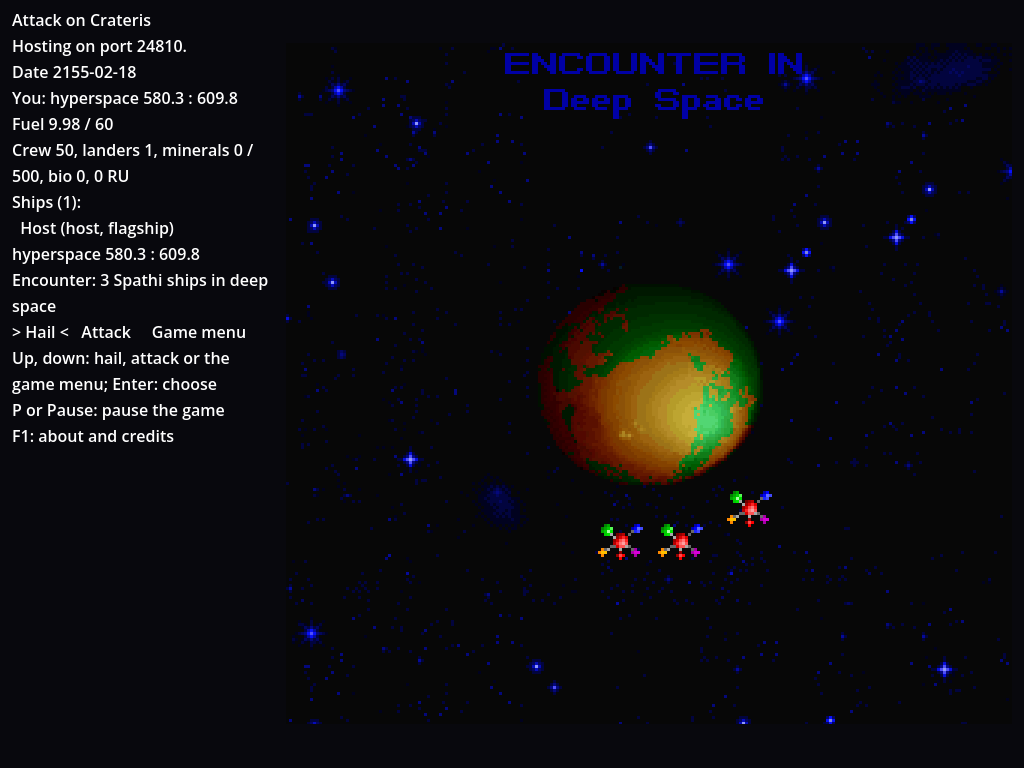 Attack on Crateris
Hosting on port 24810.
Date 2155-02-18
You: hyperspace 580.3 : 609.8
Fuel 9.98 / 60
Crew 50, landers 1, minerals 0 /
500, bio 0, 0 RU
Ships (1):
Host (host, flagship)
hyperspace 580.3 : 609.8
Encounter: 3 Spathi ships in deep
space
> Hail < Attack Game menu
Up, down: hail, attack or the
game menu; Enter: choose
P or Pause: pause the game
F1: about and credits
ENCOUNTER IN
Deep Space